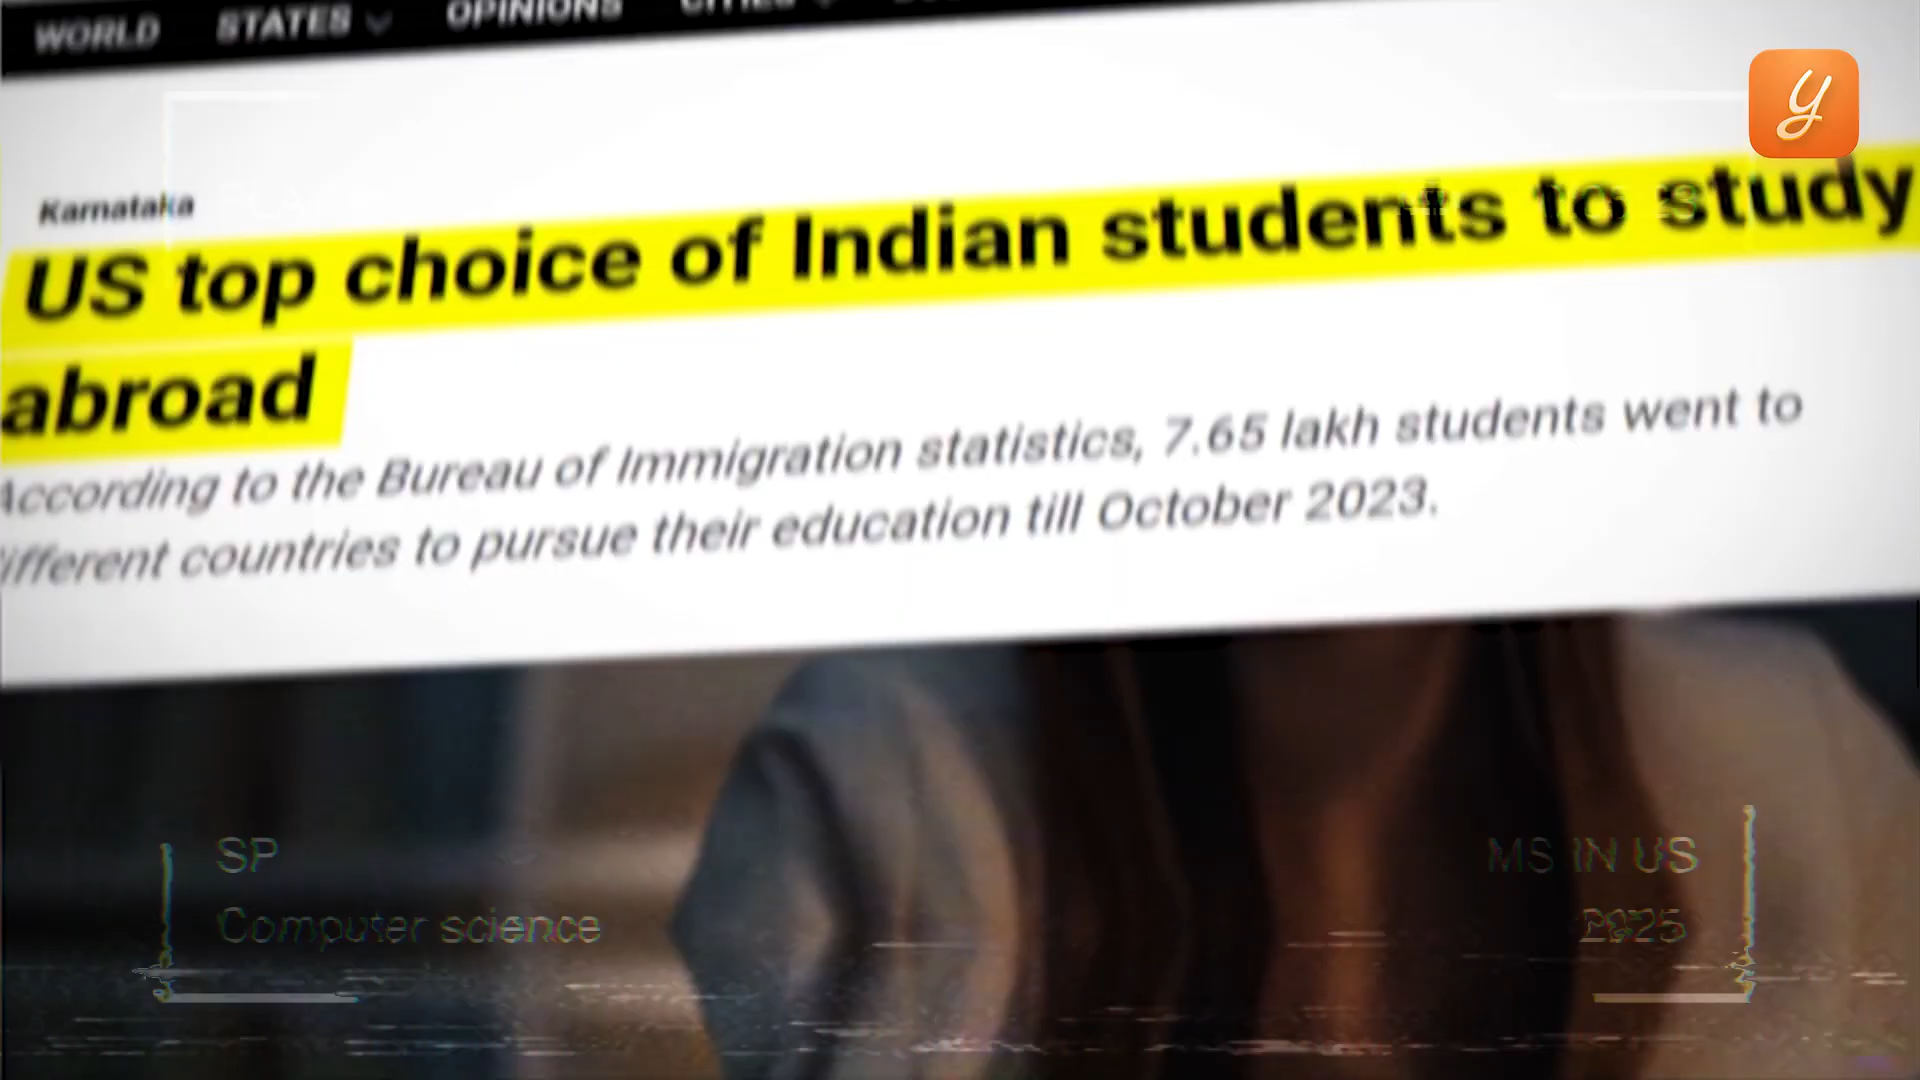 WORLD STATES OPINIONS CITIES
y
Karnataka
PLAY
US top choice of Indian students to study
abroad
According to the Bureau of Immigration statistics, 7.65 lakh students went to
ifferent countries to pursue their education till October 2023.
SP
MS IN US
Computer science
2025